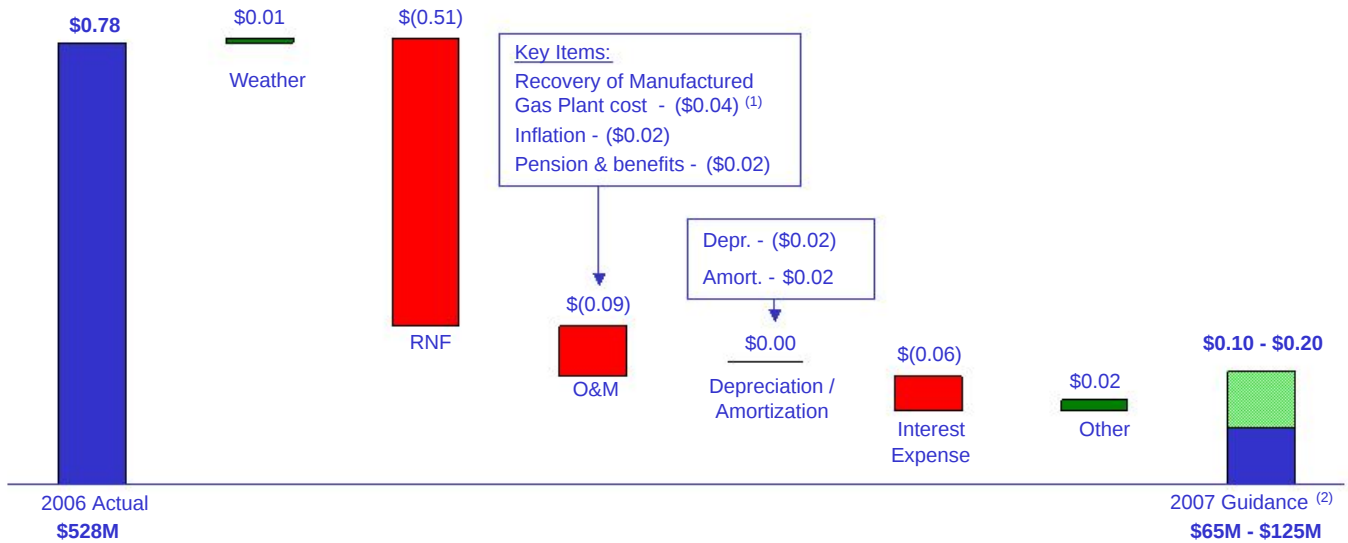 $0.78
$0.01
$(0.51)
Weather
RNF
Key Items:
Recovery of Manufactured
Gas Plant cost - ($0.04) (1)
Inflation - ($0.02)
Pension & benefits - ($0.02)
$(0.09)
O&M
Depr. - ($0.02)
Amort. - $0.02
$0.00
Depreciation /
Amortization
$(0.06)
Interest
Expense
$0.02
Other
$0.10 - $0.20
2006 Actual
$528M
2007 Guidance (2)
$65M - $125M